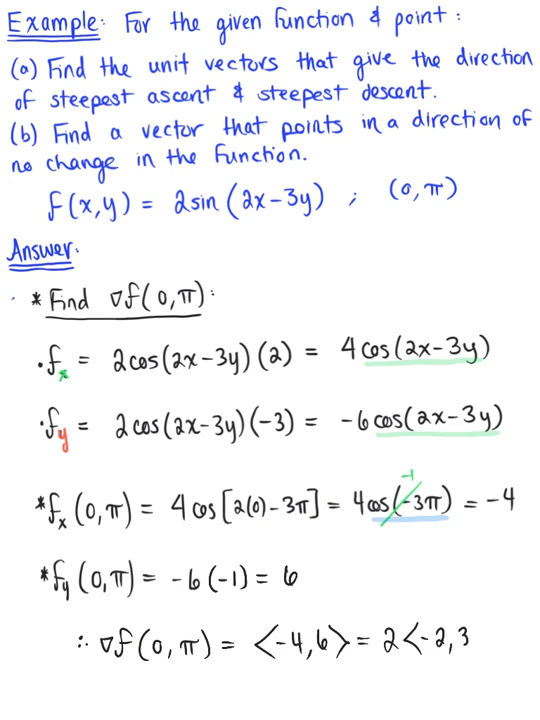 Example: For the given function & point:
(a) Find the unit vectors that give the direction
of steepest ascent & steepest descent.
(b) Find a vector that points in a direction of
no change in the function.
f(x,y) = 2sin(2x-3y) ; (0,π)
Answer:
* Find ∇f(0,π):
·fₓ = 2cos(2x-3y)(2) = 4cos(2x-3y)
·f_y = 2cos(2x-3y)(-3) = -6cos(2x-3y)
-1
*fₓ(0,π) = 4cos[2(0)-3π] = 4cos(-3π) = -4
*f_y(0,π) = -6(-1) = 6
∴ ∇f(0,π) = <-4,6> = 2<-2,3